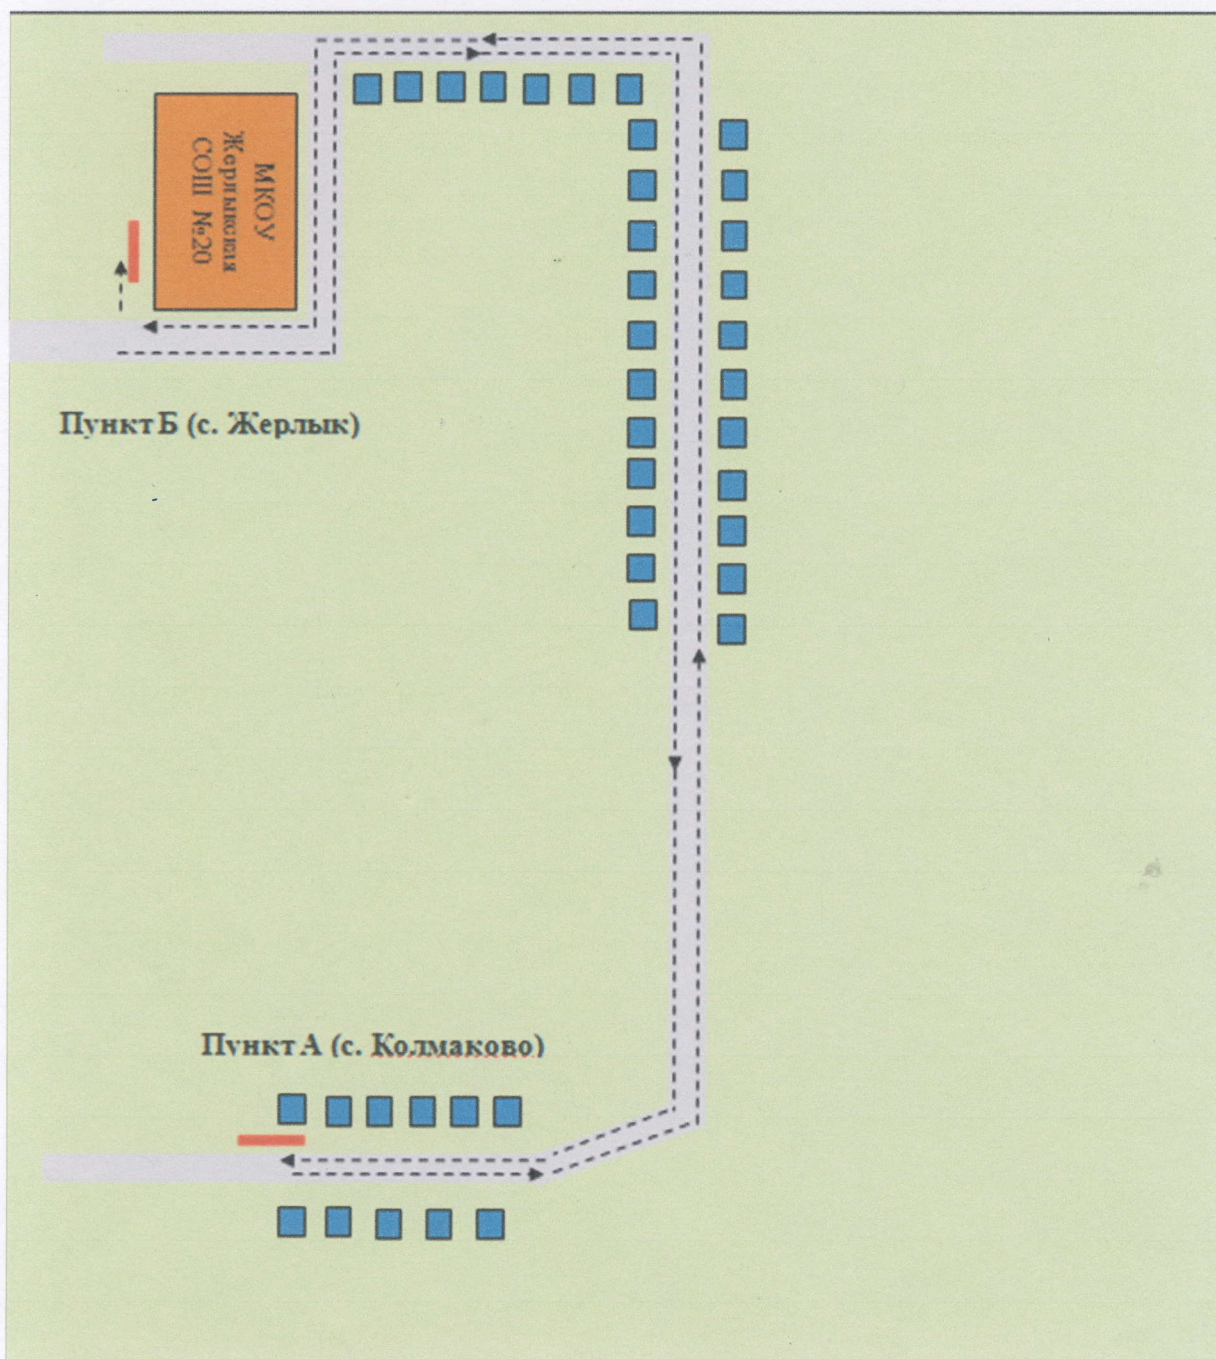 МКОУ
Жерлыкская
СОШ №20
Пункт Б (с. Жерлык)
Пункт А (с. Колмаково)